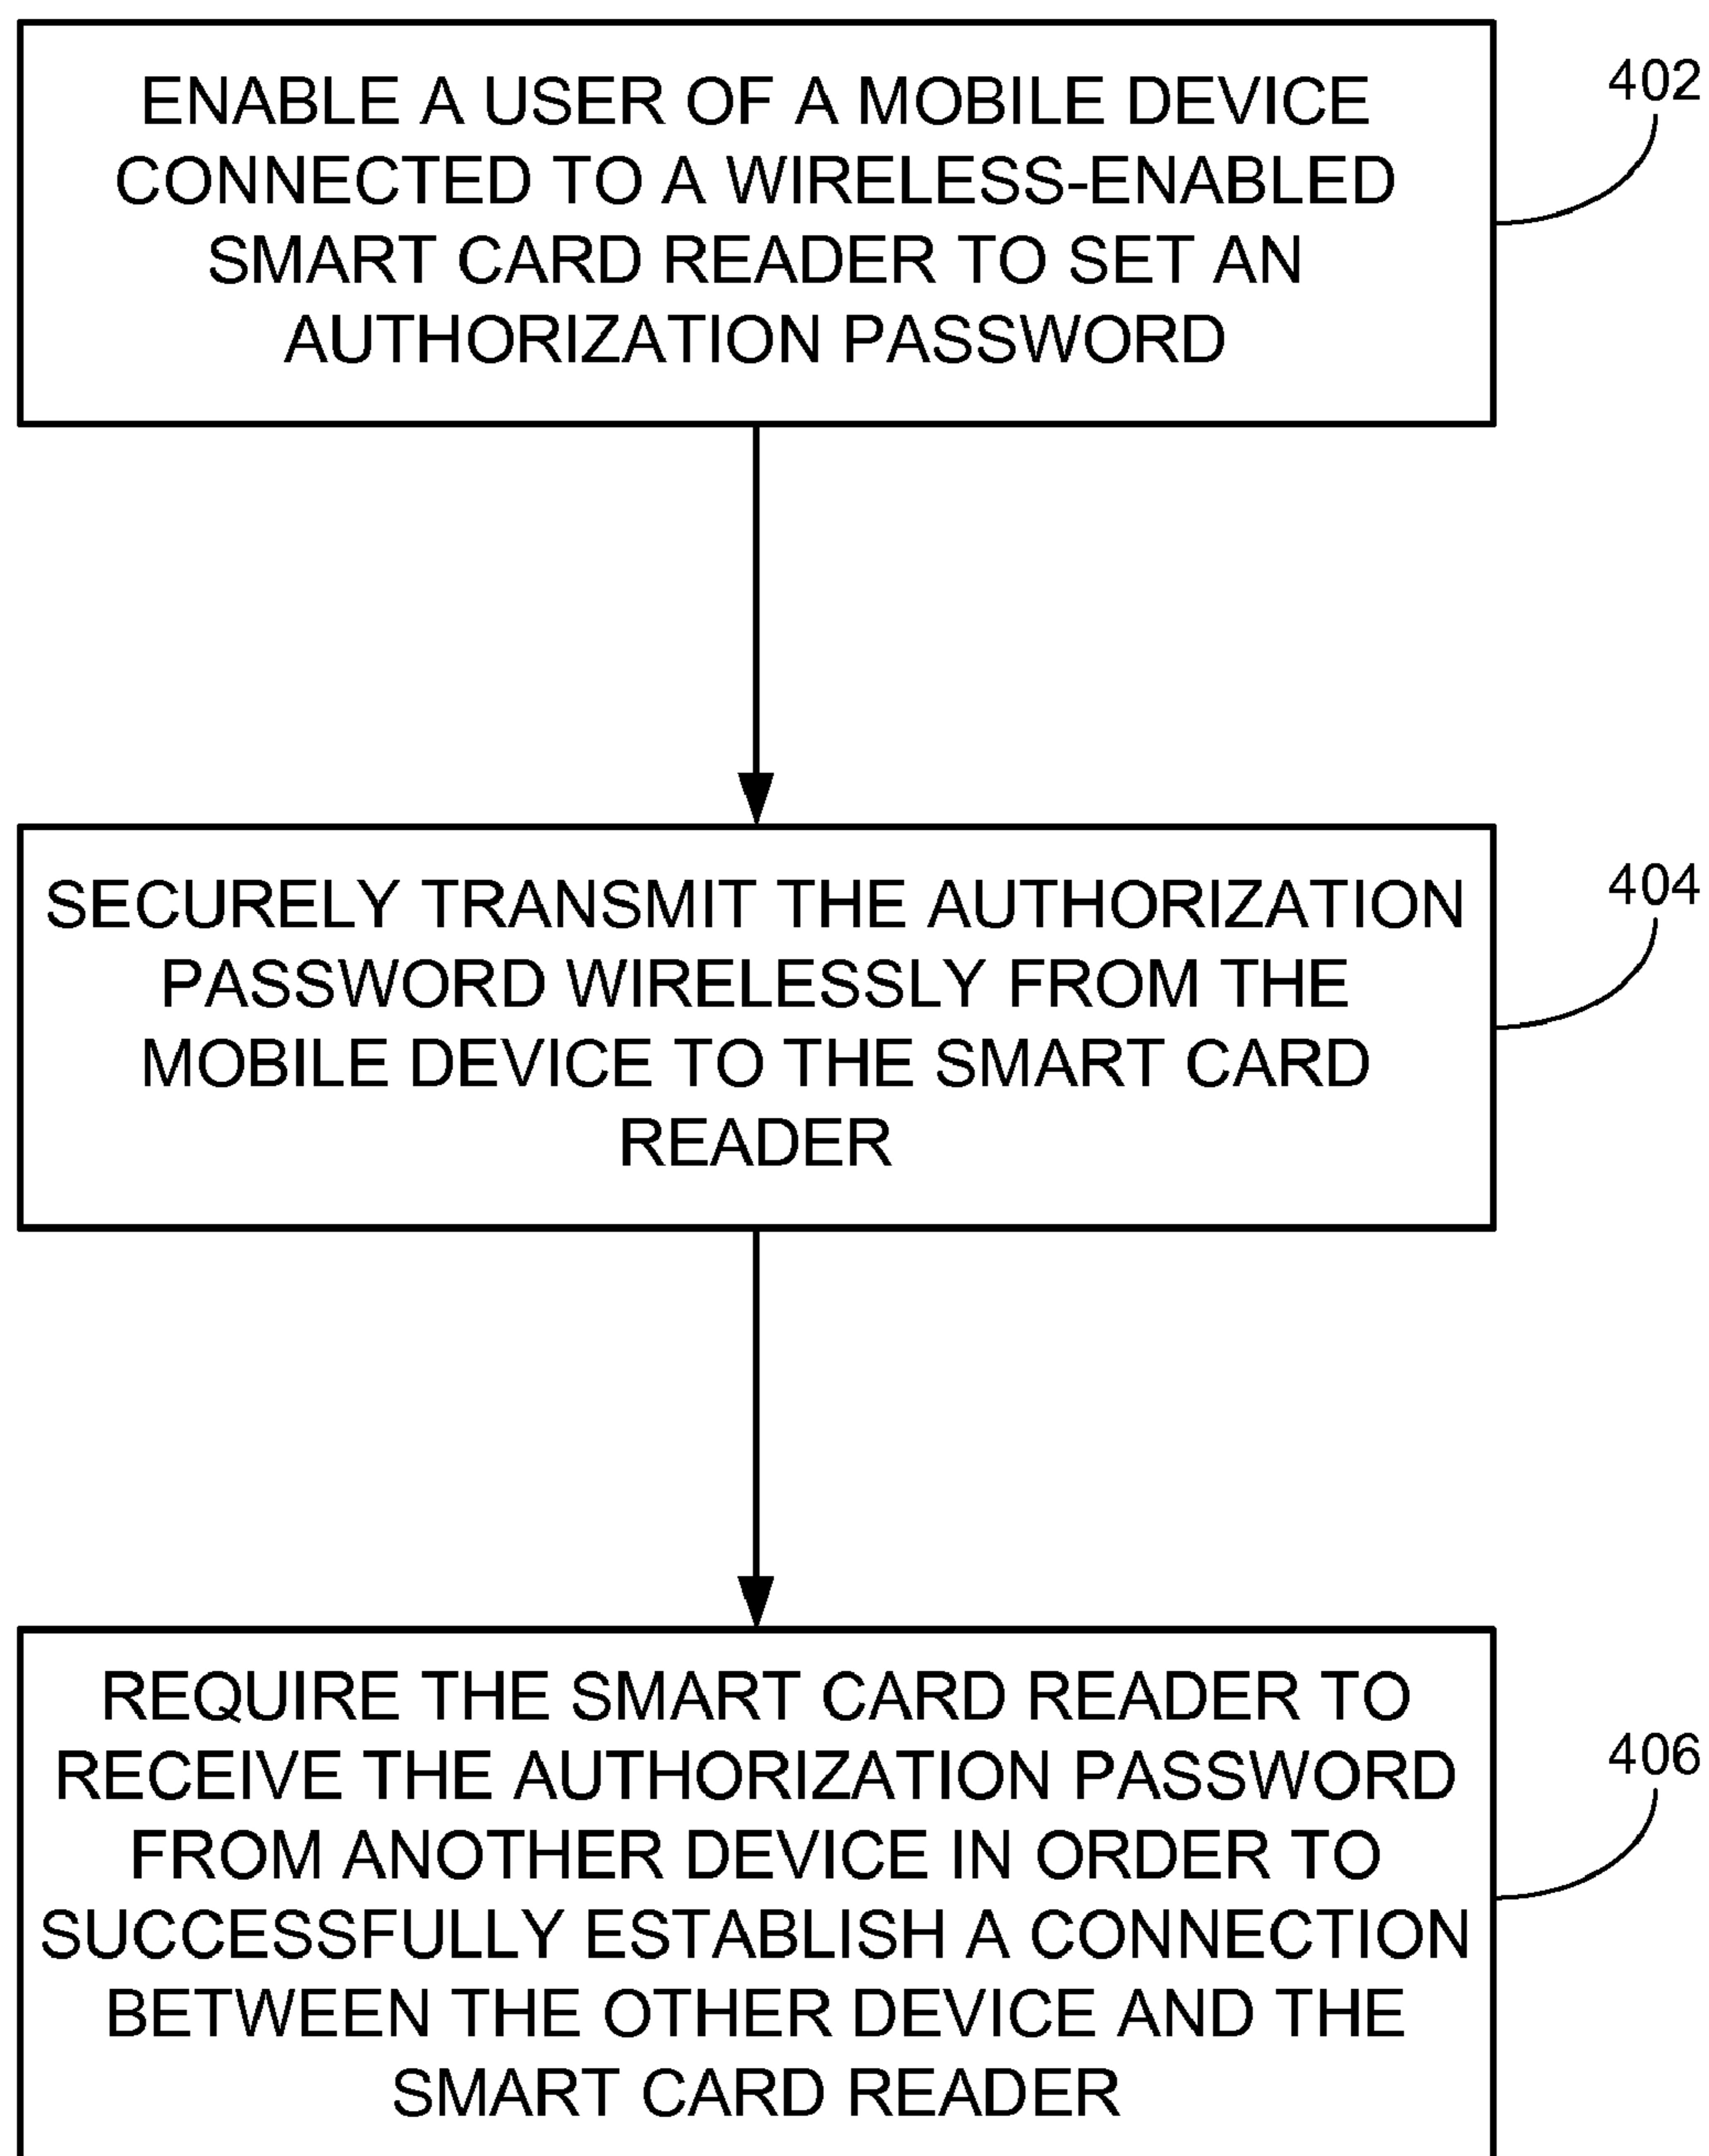 ENABLE A USER OF A MOBILE DEVICE
CONNECTED TO A WIRELESS-ENABLED
SMART CARD READER TO SET AN
AUTHORIZATION PASSWORD
402
SECURELY TRANSMIT THE AUTHORIZATION
PASSWORD WIRELESSLY FROM THE
MOBILE DEVICE TO THE SMART CARD
READER
404
REQUIRE THE SMART CARD READER TO
RECEIVE THE AUTHORIZATION PASSWORD
FROM ANOTHER DEVICE IN ORDER TO
SUCCESSFULLY ESTABLISH A CONNECTION
BETWEEN THE OTHER DEVICE AND THE
SMART CARD READER
406